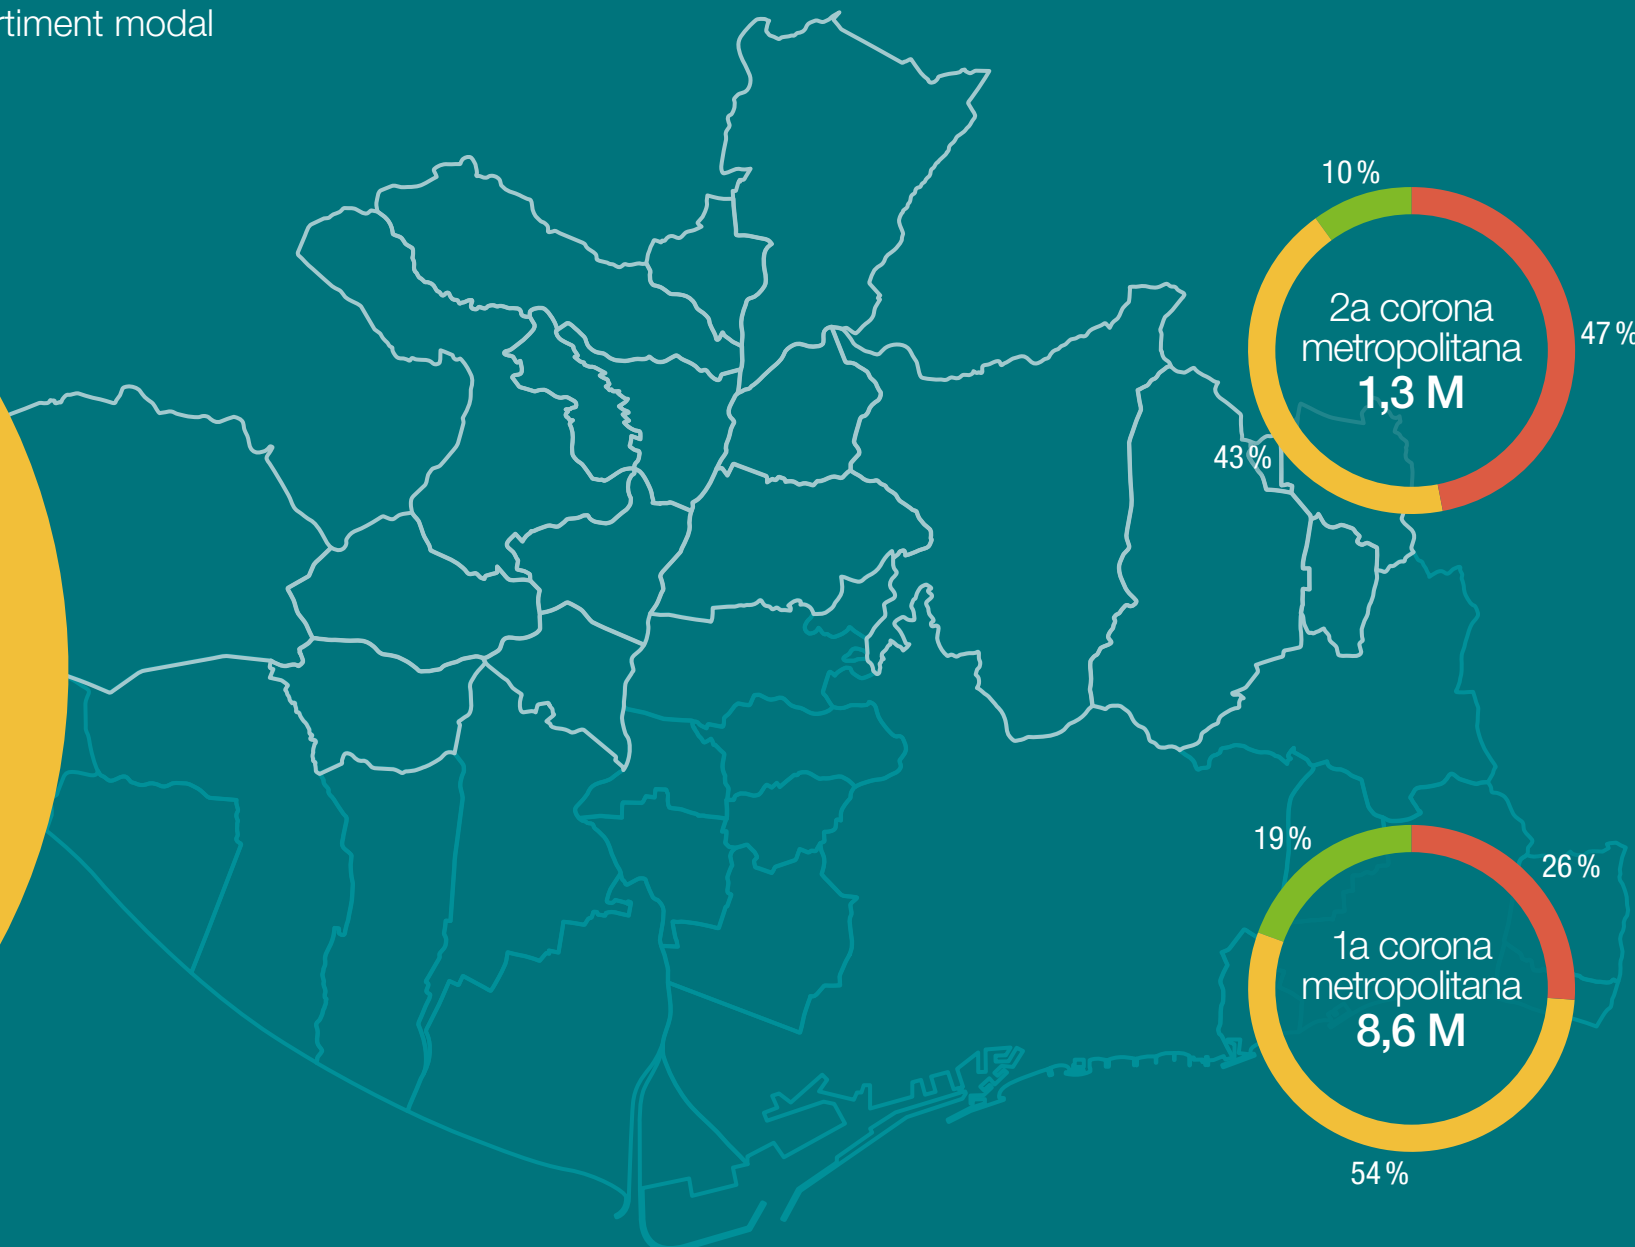 rtiment modal
10 %
2a corona
metropolitana
1,3 M
47 %
43 %
19 %
26 %
1a corona
metropolitana
8,6 M
54 %